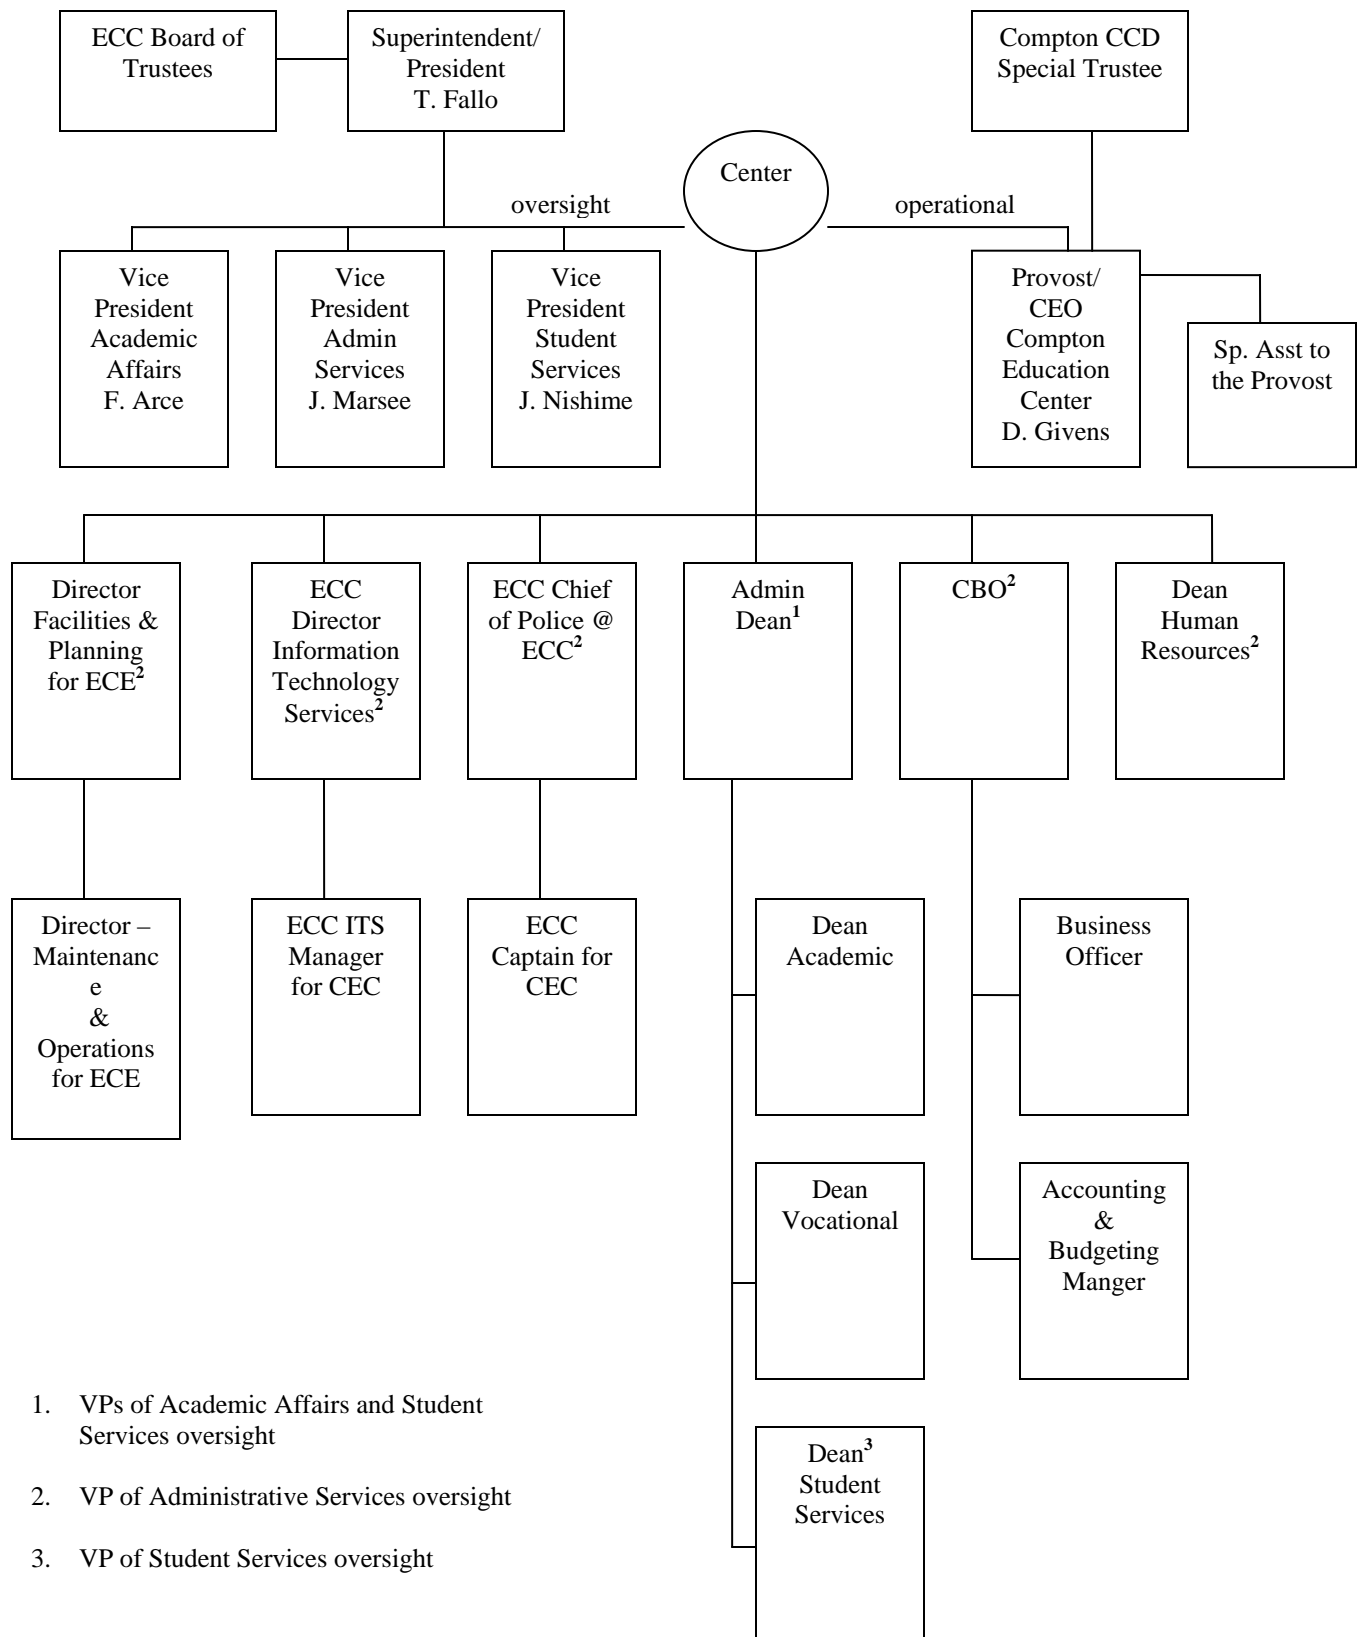 ECC Board of
Trustees
Superintendent/
President
T. Fallo
Compton CCD
Special Trustee
Center
oversight
operational
Vice
President
Academic
Affairs
F. Arce
Vice
President
Admin
Services
J. Marsee
Vice
President
Student
Services
J. Nishime
Provost/
CEO
Compton
Education
Center
D. Givens
Sp. Asst to
the Provost
Director
Facilities &
Planning
for ECE2
ECC
Director
Information
Technology
Services2
ECC Chief
of Police @
ECC2
Admin
Dean1
CBO2
Dean
Human
Resources2
Director –
Maintenanc
e
&
Operations
for ECE
ECC ITS
Manager
for CEC
ECC
Captain for
CEC
Dean
Academic
Business
Officer
Dean
Vocational
Accounting
&
Budgeting
Manger
Dean3
Student
Services
1. VPs of Academic Affairs and Student
Services oversight
2. VP of Administrative Services oversight
3. VP of Student Services oversight